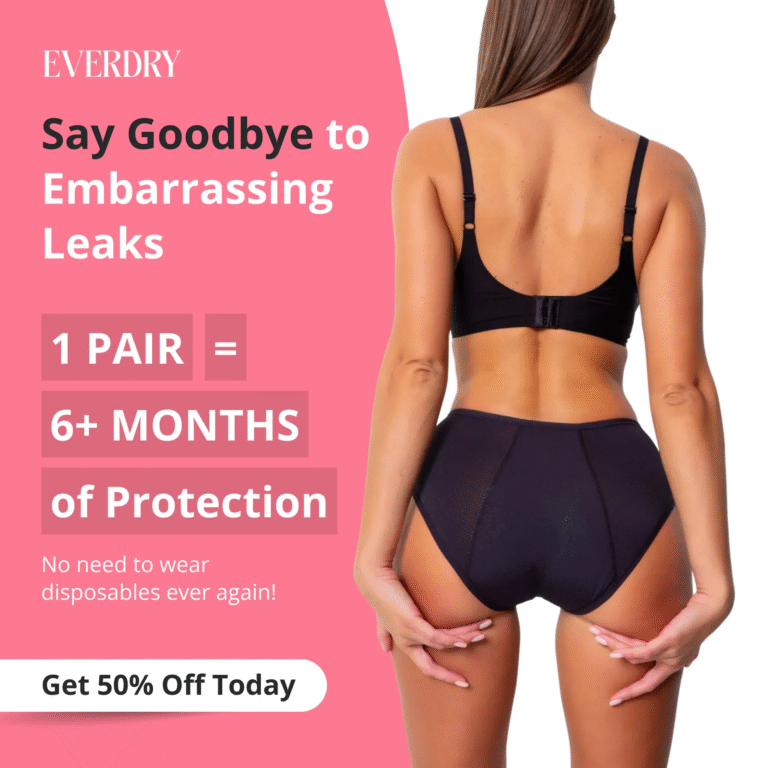 EVERDRY
Say Goodbye to
Embarrassing
Leaks
1 PAIR =
6+ MONTHS
of Protection
No need to wear
disposables ever again!
Get 50% Off Today